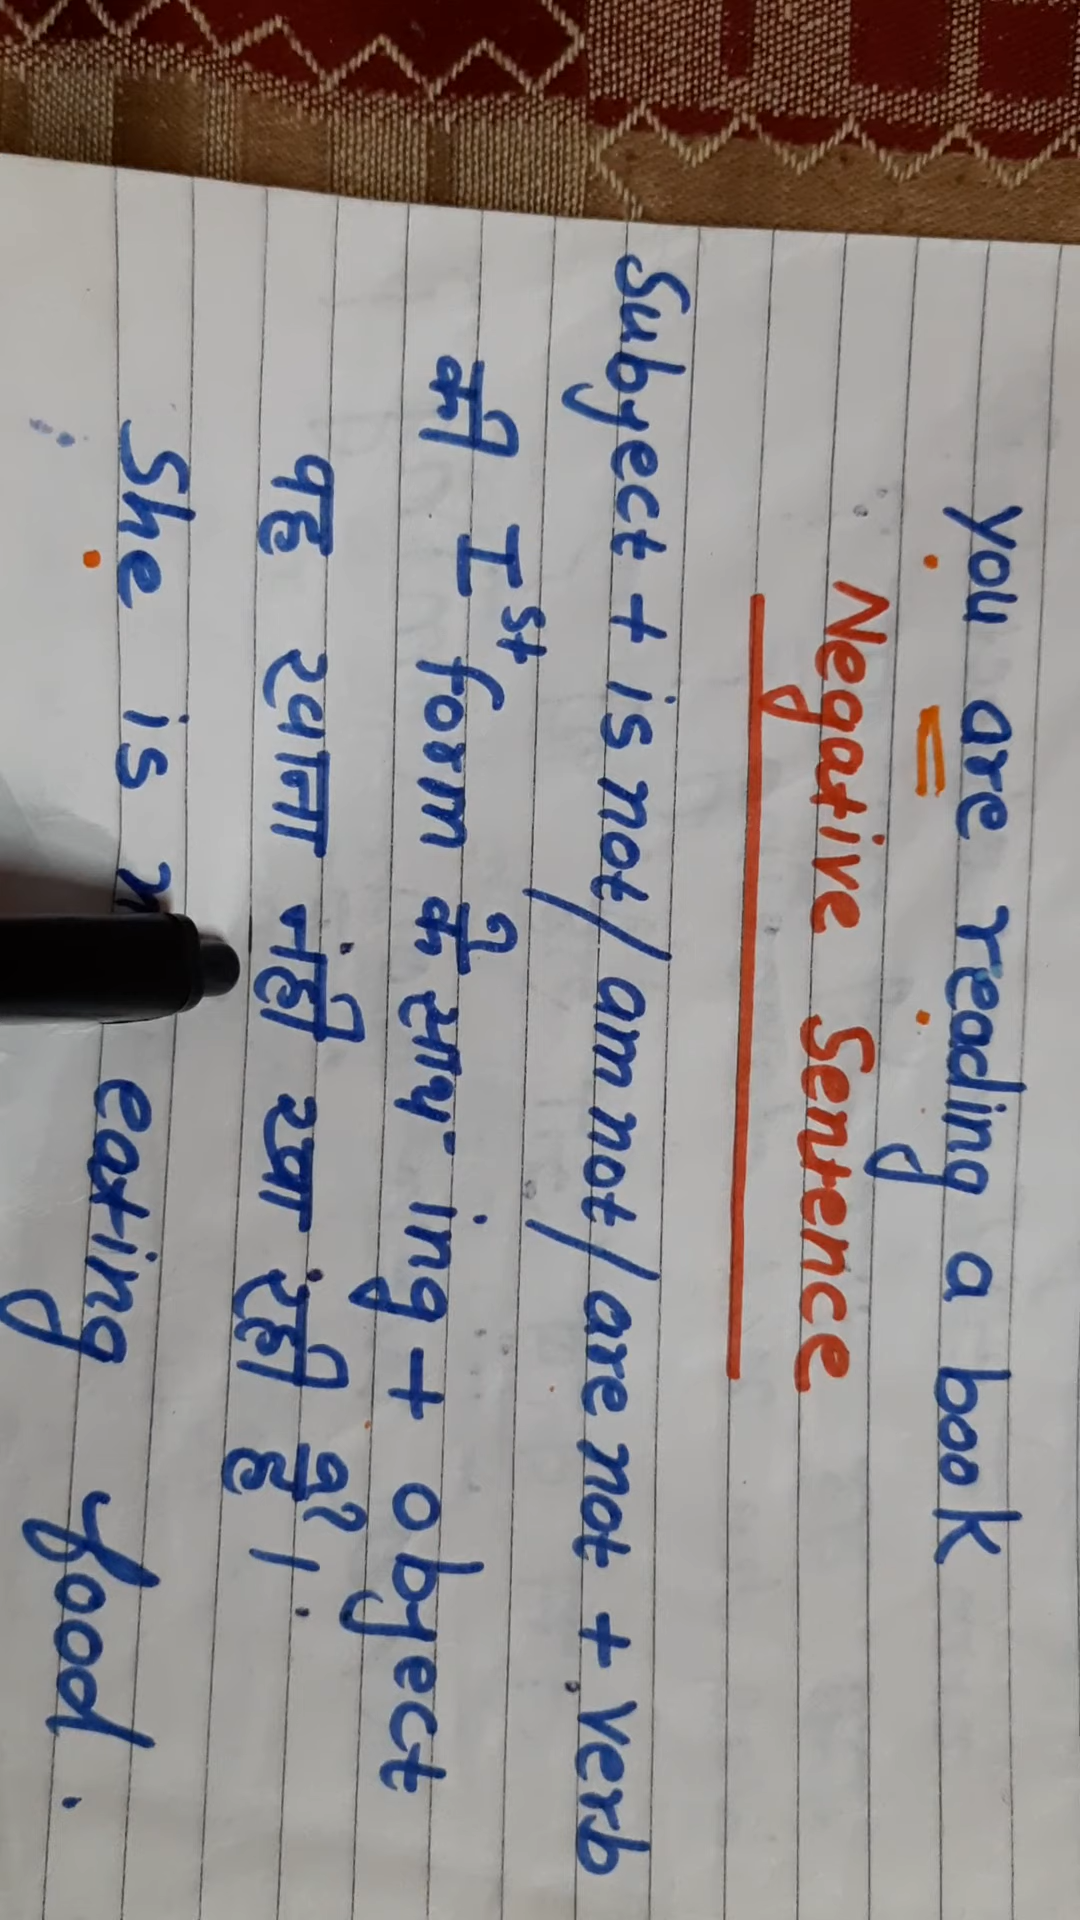 you are reading a book
Negative Sentence
Subject + is not / am not / are not + verb
की Ist form के साथ ing + object
वह खाना नंही खा रही है ।
She is eating food.